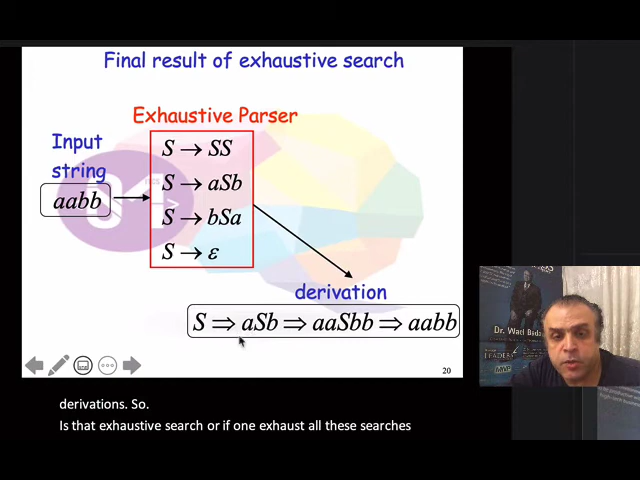 Final result of exhaustive search
Exhaustive Parser
Input
string
aabb
S → SS
S → aSb
S → bSa
S → ε
derivation
S ⇒ aSb ⇒ aaSbb ⇒ aabb
20
Dr. Wael Badaw
derivations. So.
Is that exhaustive search or if one exhaust all these searches